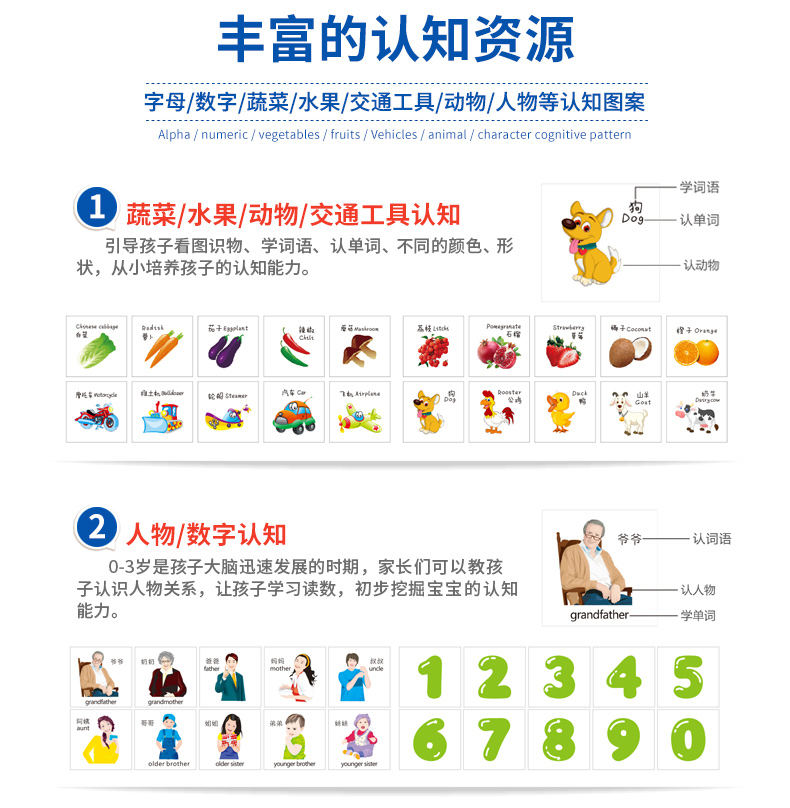 丰富的认知资源
字母/数字/蔬菜/水果/交通工具/动物/人物等认知图案
Alpha / numeric / vegetables / fruits / Vehicles / animal / character cognitive pattern
1
蔬菜/水果/动物/交通工具认知
引导孩子看图识物、学词语、认单词、不同的颜色、形
状，从小培养孩子的认知能力。
学词语
狗
Dog
认单词
认动物
Chinese cabbage
白菜
Radish
萝卜
茄子 Eggplant
辣椒
Chili
蘑菇 Mushroom
荔枝 Litchi
Pomegranate
石榴
Strawberry
草莓
椰子 Coconut
橙子 Orange
摩托车 Motorcycle
推土机 Bulldozer
轮船 Steamer
汽车 Car
飞机 Airplane
狗
Dog
Rooster
公鸡
Duck
鸭
山羊
Goat
奶牛
Dairy cow
2
人物/数字认知
0-3岁是孩子大脑迅速发展的时期，家长们可以教孩
子认识人物关系，让孩子学习读数，初步挖掘宝宝的认知
能力。
爷爷
认词语
认人物
grandfather
学单词
爷爷
grandfather
奶奶
grandmother
爸爸
father
妈妈
mother
叔叔
uncle
1 2 3 4 5
阿姨
aunt
哥哥
older brother
姐姐
older sister
弟弟
younger brother
妹妹
younger sister
6 7 8 9 0